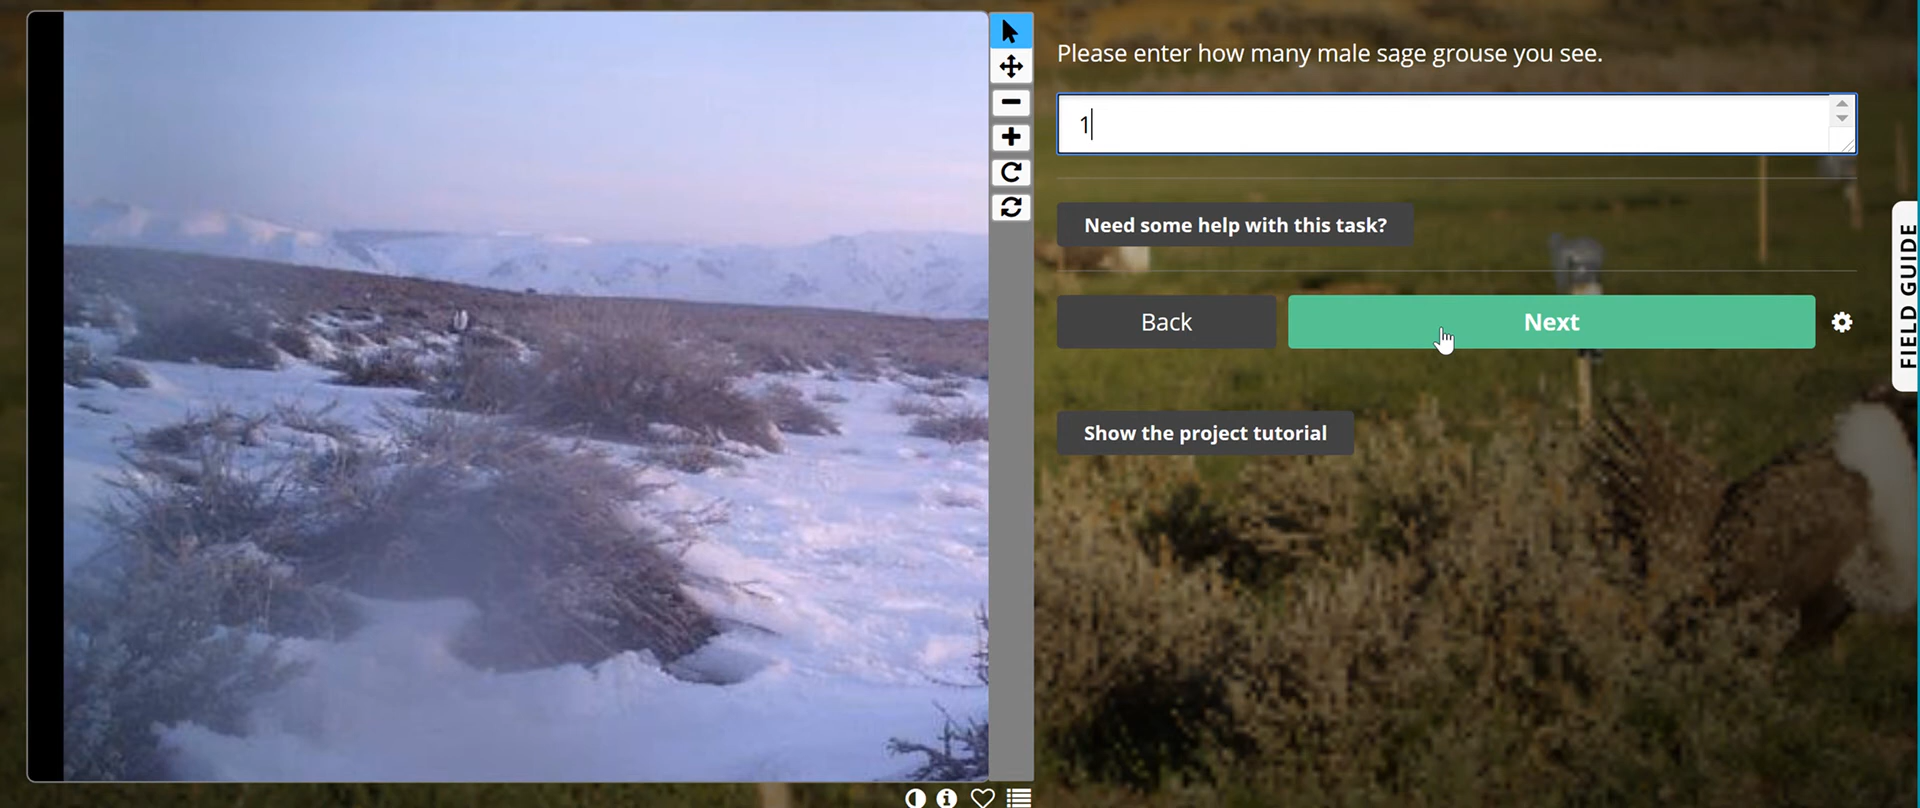 Please enter how many male sage grouse you see.
1
Need some help with this task?
Back
Next
FIELD GUIDE
Show the project tutorial